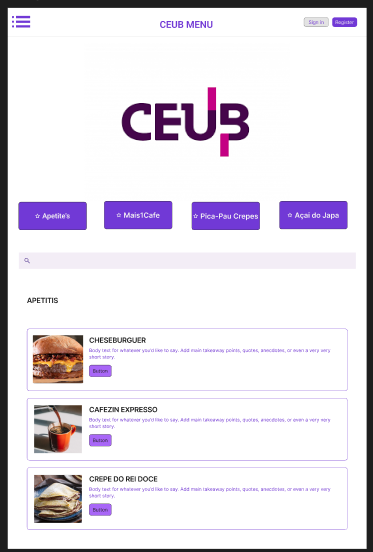 CEUB MENU
Sign In
Register
CEUB
☆ Apetite's
☆ Mais1Cafe
☆ Pica-Pau Crepes
☆ Açai do Japa
APETITIS
CHESEBURGUER
Body text for whatever you'd like to say. Add main takeaway points, quotes, anecdotes, or even a very very
short story.
Button
CAFEZIN EXPRESSO
Body text for whatever you'd like to say. Add main takeaway points, quotes, anecdotes, or even a very very
short story.
Button
CREPE DO REI DOCE
Body text for whatever you'd like to say. Add main takeaway points, quotes, anecdotes, or even a very very
short story.
Button